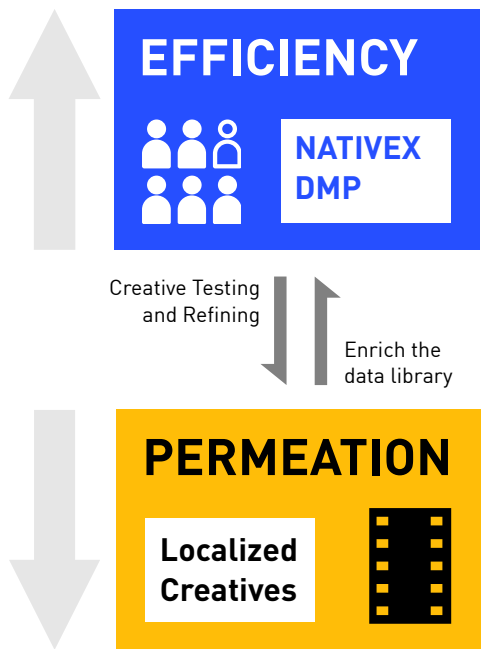 EFFICIENCY
NATIVEX
DMP
Creative Testing
and Refining
Enrich the
data library
PERMEATION
Localized
Creatives